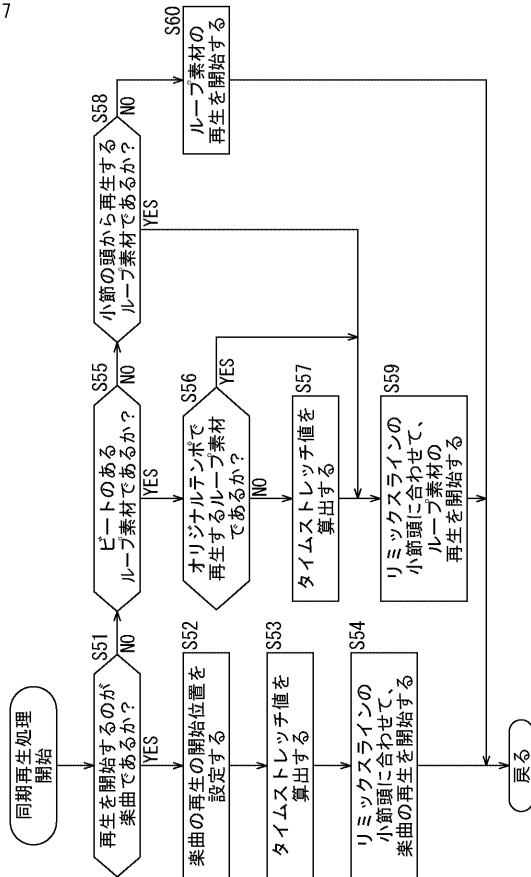 7
同期再生処理
開始
S51
再生を開始するのが
楽曲であるか？
NO
YES
S52
楽曲の再生の開始位置を
設定する
S53
タイムストレッチ値を
算出する
S54
リミックスラインの
小節頭に合わせて、
楽曲の再生を開始する
S55
ビートのある
ループ素材であるか？
NO
YES
S56
オリジナルテンポで
再生するループ素材
であるか？
YES
NO
S57
タイムストレッチ値を
算出する
S58
小節の頭から再生する
ループ素材であるか？
NO
YES
S59
リミックスラインの
小節頭に合わせて、
ループ素材の
再生を開始する
S60
ループ素材の
再生を開始する
戻る